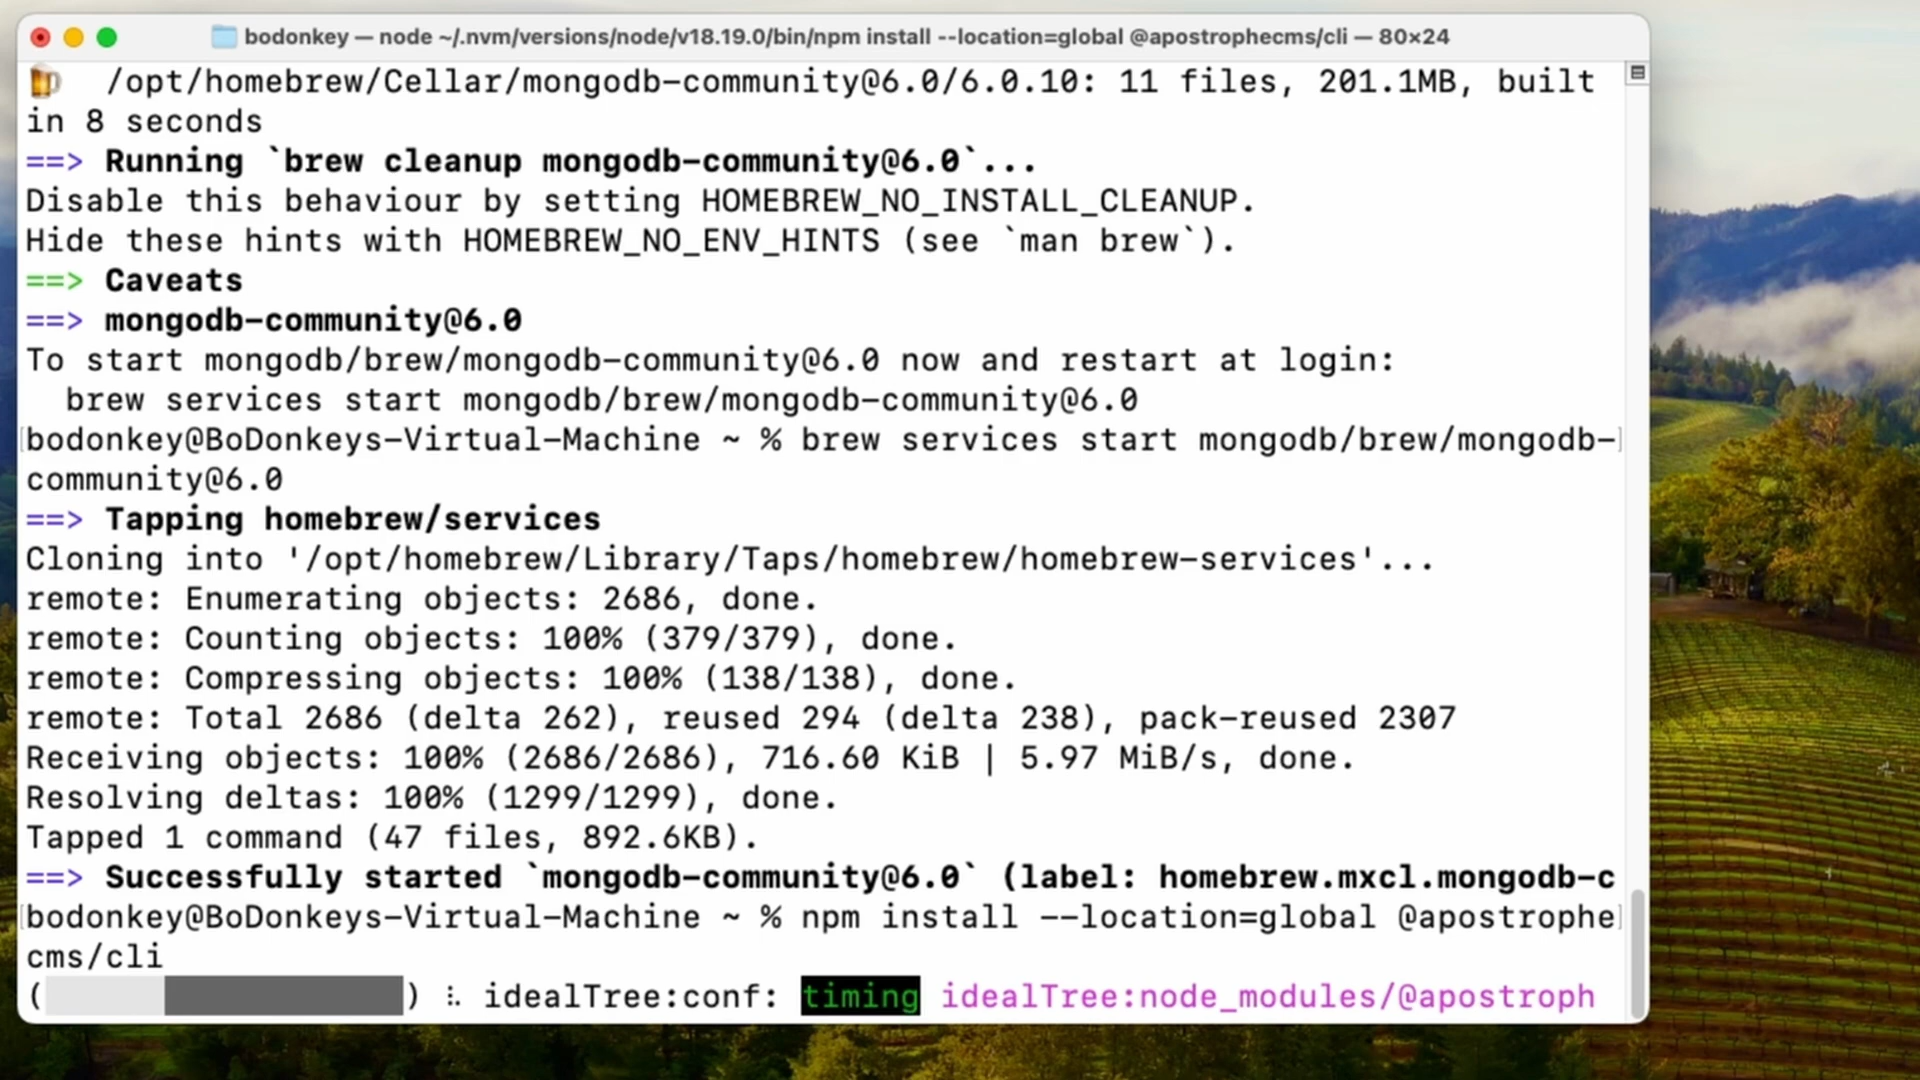 bodonkey — node ~/.nvm/versions/node/v18.19.0/bin/npm install --location=global @apostrophecms/cli — 80×24
/opt/homebrew/Cellar/mongodb-community@6.0/6.0.10: 11 files, 201.1MB, built
in 8 seconds
==> Running `brew cleanup mongodb-community@6.0`...
Disable this behaviour by setting HOMEBREW_NO_INSTALL_CLEANUP.
Hide these hints with HOMEBREW_NO_ENV_HINTS (see `man brew`).
==> Caveats
==> mongodb-community@6.0
To start mongodb/brew/mongodb-community@6.0 now and restart at login:
  brew services start mongodb/brew/mongodb-community@6.0
bodonkey@BoDonkeys-Virtual-Machine ~ % brew services start mongodb/brew/mongodb-
community@6.0
==> Tapping homebrew/services
Cloning into '/opt/homebrew/Library/Taps/homebrew/homebrew-services'...
remote: Enumerating objects: 2686, done.
remote: Counting objects: 100% (379/379), done.
remote: Compressing objects: 100% (138/138), done.
remote: Total 2686 (delta 262), reused 294 (delta 238), pack-reused 2307
Receiving objects: 100% (2686/2686), 716.60 KiB | 5.97 MiB/s, done.
Resolving deltas: 100% (1299/1299), done.
Tapped 1 command (47 files, 892.6KB).
==> Successfully started `mongodb-community@6.0` (label: homebrew.mxcl.mongodb-c
bodonkey@BoDonkeys-Virtual-Machine ~ % npm install --location=global @apostrophe
cms/cli
( ) ⠧ idealTree:conf: timing idealTree:node_modules/@apostroph